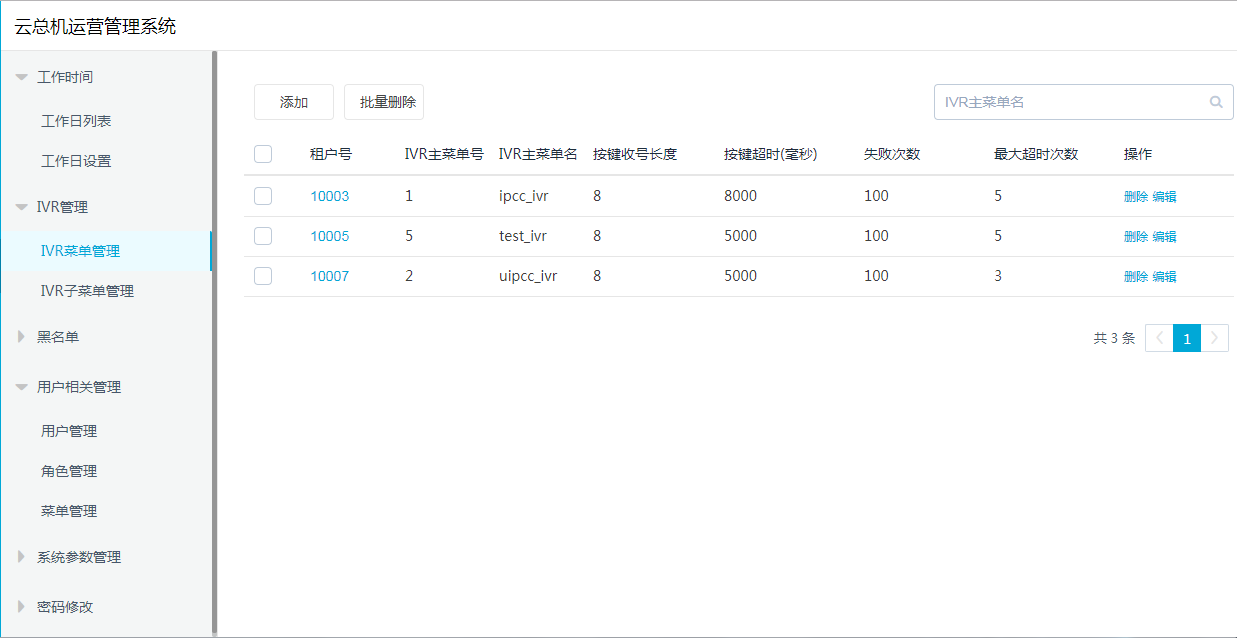 云总机运营管理系统
工作时间
工作日列表
工作日设置
IVR管理
IVR菜单管理
IVR子菜单管理
黑名单
用户相关管理
用户管理
角色管理
菜单管理
系统参数管理
密码修改
添加 批量删除 IVR主菜单名
租户号 IVR主菜单号 IVR主菜单名 按键收号长度 按键超时(毫秒) 失败次数 最大超时次数 操作
10003 1 ipcc_ivr 8 8000 100 5 删除 编辑
10005 5 test_ivr 8 5000 100 5 删除 编辑
10007 2 uipcc_ivr 8 5000 100 3 删除 编辑
共 3 条 1